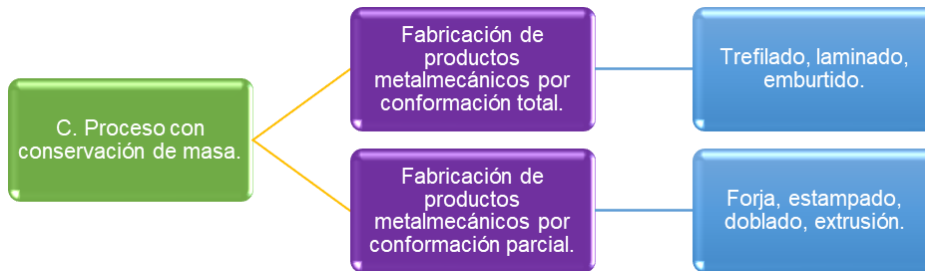 C. Proceso con
conservación de masa.
Fabricación de
productos
metalmecánicos por
conformación total.
Trefilado, laminado,
emburtido.
Fabricación de
productos
metalmecánicos por
conformación parcial.
Forja, estampado,
doblado, extrusión.